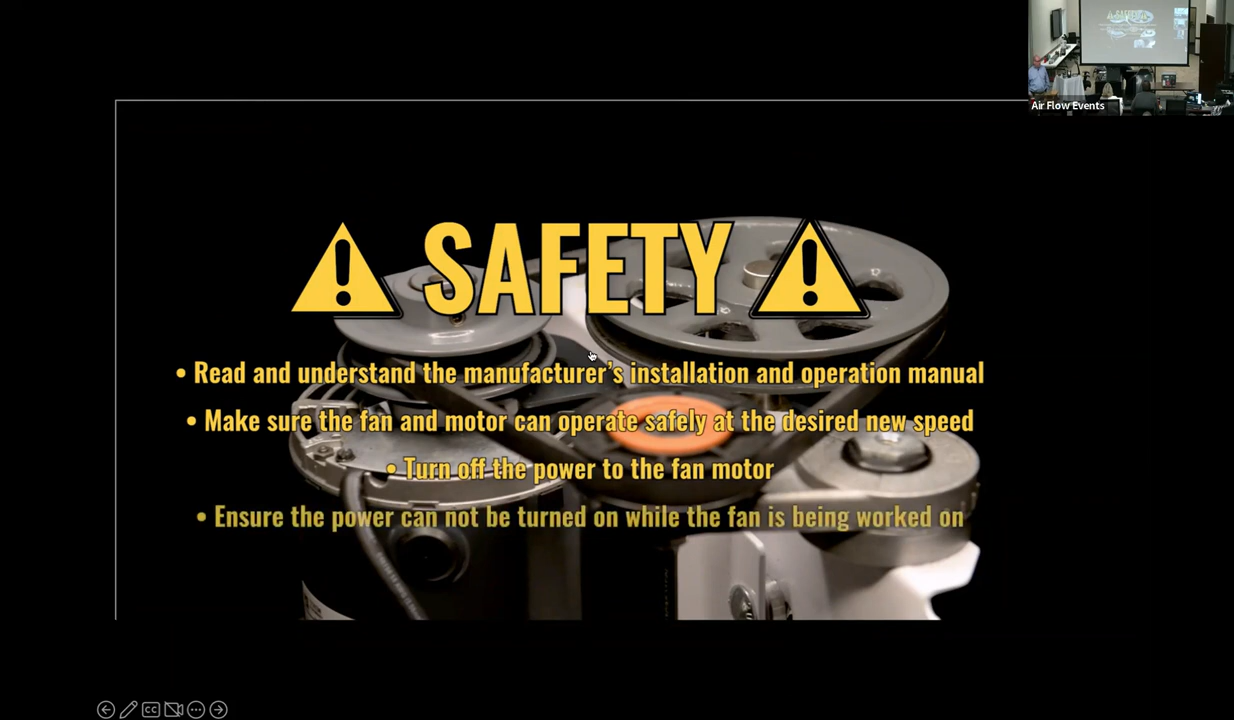 Air Flow Events
SAFETY
• Read and understand the manufacturer's installation and operation manual
• Make sure the fan and motor can operate safely at the desired new speed
• Turn off the power to the fan motor
• Ensure the power can not be turned on while the fan is being worked on
CC